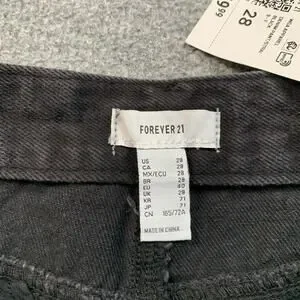 28
BLACK
FOREVER 21
US 28
CA 28
MX/ECU 28
BR 28
EU 40
UK 28
KR 71
JP 71
CN 165/72A
MADE IN CHINA